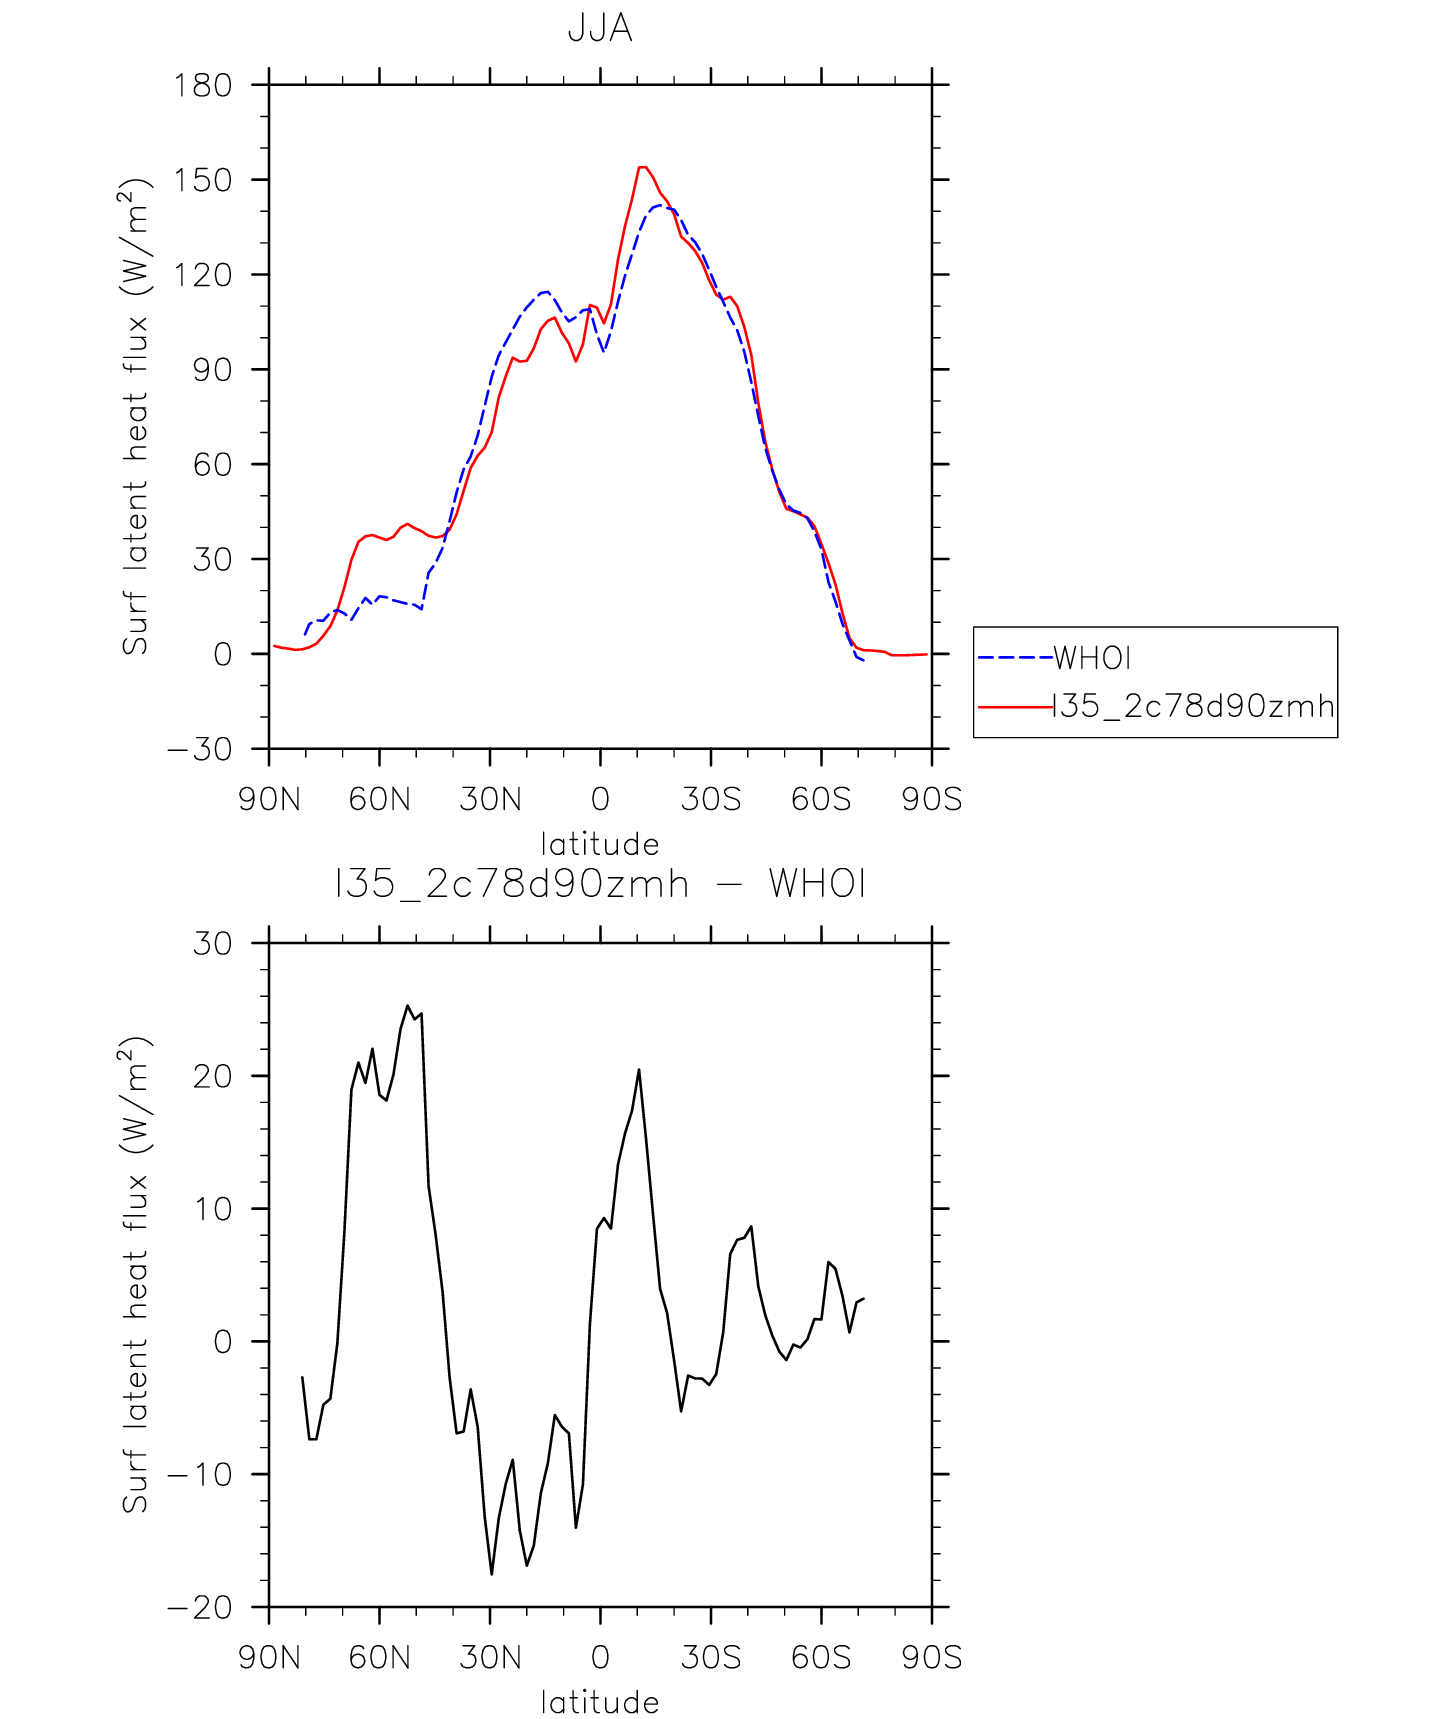 JJA
180
150
120
90
60
30
0
−30
Surf latent heat flux (W/m²)
90N 60N 30N 0 30S 60S 90S
latitude
WHOI
I35_2c78d90zmh
I35_2c78d90zmh − WHOI
30
20
10
0
−10
−20
Surf latent heat flux (W/m²)
90N 60N 30N 0 30S 60S 90S
latitude